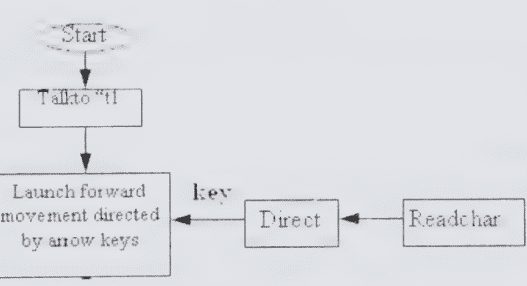 Start
Talkto "t1
Launch forward
movement directed
by arrow keys
key
Direct
Readchar